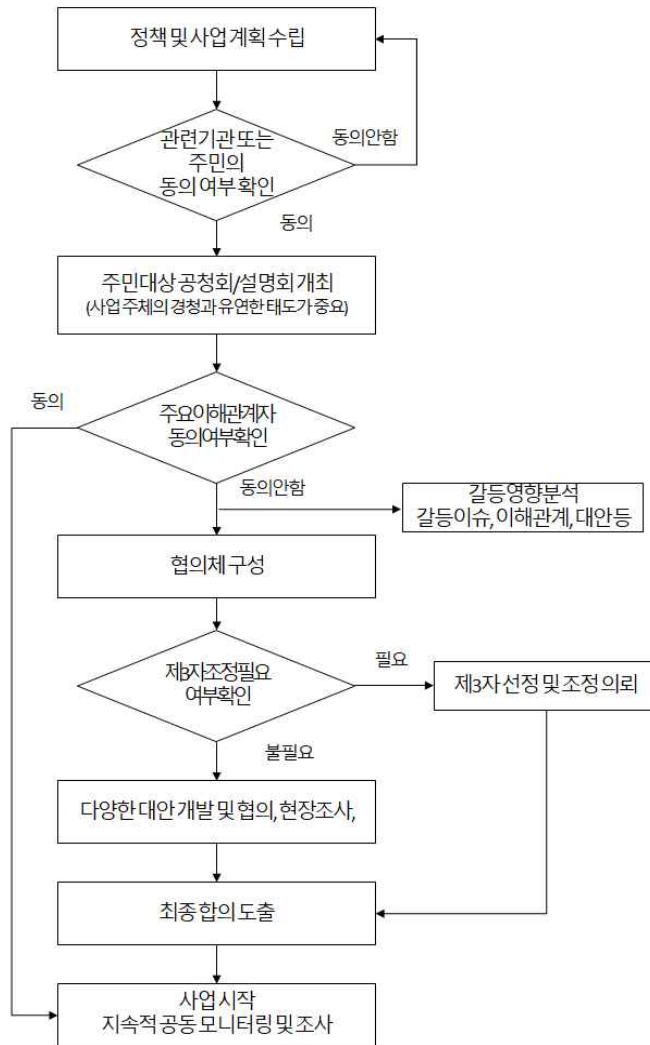 정책 및 사업 계획 수립
관련기관 또는
주민의
동의 여부 확인
동의안함
동의
주민대상 공청회/설명회 개최
(사업 주체의 경청과 유연한 태도가 중요)
동의
주요이해관계자
동의여부확인
동의안함
갈등영향분석
갈등이슈, 이해관계, 대안등
협의체 구성
제3자조정필요
여부확인
필요
제3자 선정 및 조정 의뢰
불필요
다양한 대안 개발 및 협의, 현장조사,
최종 합의 도출
사업 시작
지속적 공동 모니터링 및 조사